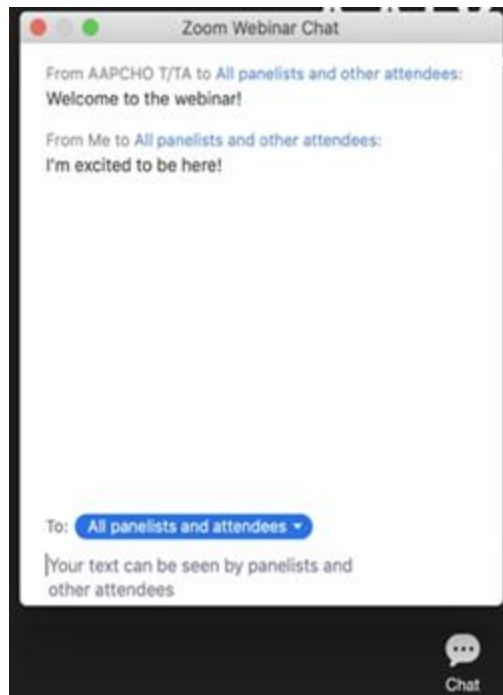 Zoom Webinar Chat
From AAPCHO T/TA to All panelists and other attendees:
Welcome to the webinar!
From Me to All panelists and other attendees:
I'm excited to be here!
To: All panelists and attendees
Your text can be seen by panelists and
other attendees
Chat